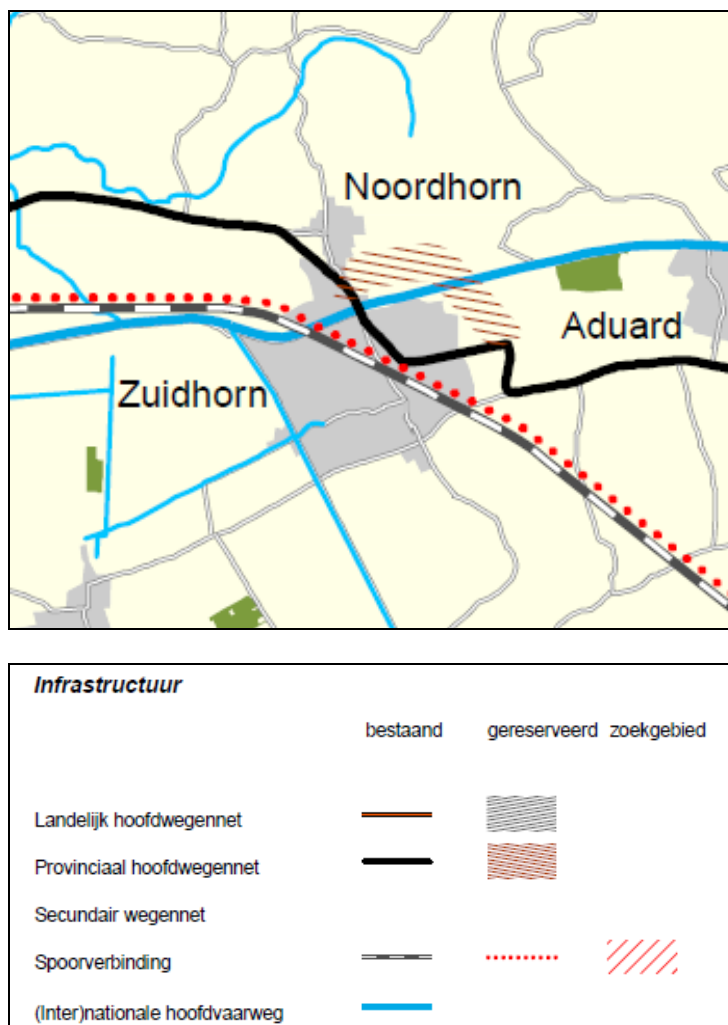 Noordhorn
Aduard
Zuidhorn
Infrastructuur
bestaand gereserveerd zoekgebied
Landelijk hoofdwegennet
Provinciaal hoofdwegennet
Secundair wegennet
Spoorverbinding
(Inter)nationale hoofdvaarweg